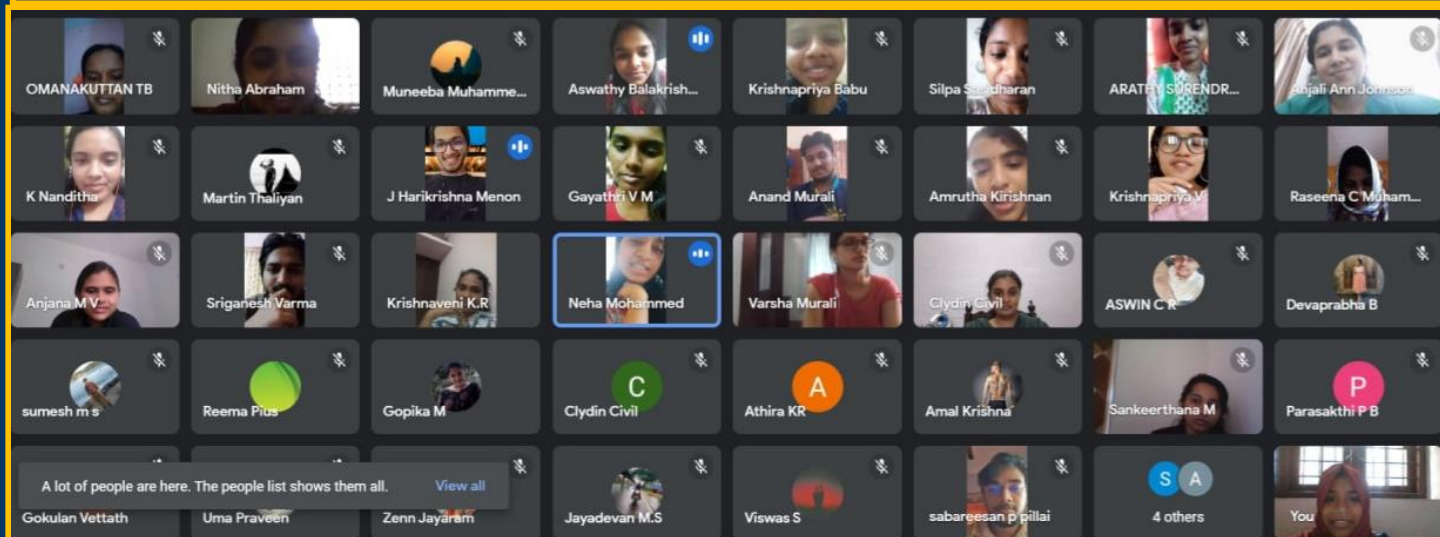 OMANAKUTTAN TB
Nitha Abraham
Muneeba Muhamme...
Aswathy Balakrish...
Krishnapriya Babu
Silpa Sasidharan
ARATHY SURENDR...
Anjali Ann Johnson
K Nanditha
Martin Thaliyan
J Harikrishna Menon
Gayathri V M
Anand Murali
Amrutha Kirishnan
Krishnapriya V
Raseena C Muham...
Anjana M V
Sriganesh Varma
Krishnaveni K.R
Neha Mohammed
Varsha Murali
Clydin Civil
ASWIN C R
Devaprabha B
sumesh m s
Reema Pius
Gopika M
C
Clydin Civil
A
Athira KR
Amal Krishna
Sankeerthana M
P
Parasakthi P B
A lot of people are here. The people list shows them all. View all
Gokulan Vettath
Uma Praveen
Zenn Jayaram
Jayadevan M.S
Viswas S
sabareesan p pillai
S A
4 others
You